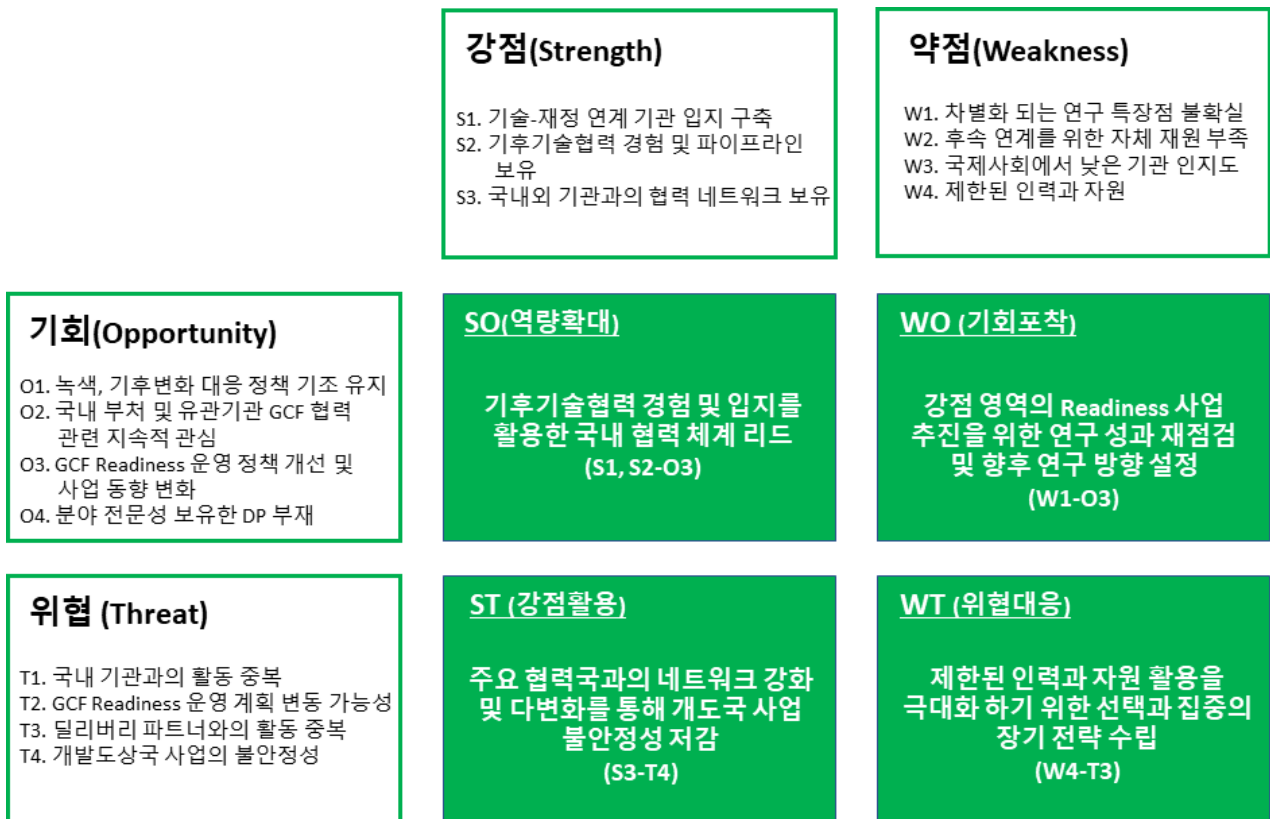 강점(Strength)
S1. 기술-재정 연계 기관 입지 구축
S2. 기후기술협력 경험 및 파이프라인
보유
S3. 국내외 기관과의 협력 네트워크 보유
약점(Weakness)
W1. 차별화 되는 연구 특장점 불확실
W2. 후속 연계를 위한 자체 재원 부족
W3. 국제사회에서 낮은 기관 인지도
W4. 제한된 인력과 자원
기회(Opportunity)
O1. 녹색, 기후변화 대응 정책 기조 유지
O2. 국내 부처 및 유관기관 GCF 협력
관련 지속적 관심
O3. GCF Readiness 운영 정책 개선 및
사업 동향 변화
O4. 분야 전문성 보유한 DP 부재
SO(역량확대)
기후기술협력 경험 및 입지를
활용한 국내 협력 체계 리드
(S1, S2-O3)
WO (기회포착)
강점 영역의 Readiness 사업
추진을 위한 연구 성과 재점검
및 향후 연구 방향 설정
(W1-O3)
위협 (Threat)
T1. 국내 기관과의 활동 중복
T2. GCF Readiness 운영 계획 변동 가능성
T3. 딜리버리 파트너와의 활동 중복
T4. 개발도상국 사업의 불안정성
ST (강점활용)
주요 협력국과의 네트워크 강화
및 다변화를 통해 개도국 사업
불안정성 저감
(S3-T4)
WT (위협대응)
제한된 인력과 자원 활용을
극대화 하기 위한 선택과 집중의
장기 전략 수립
(W4-T3)